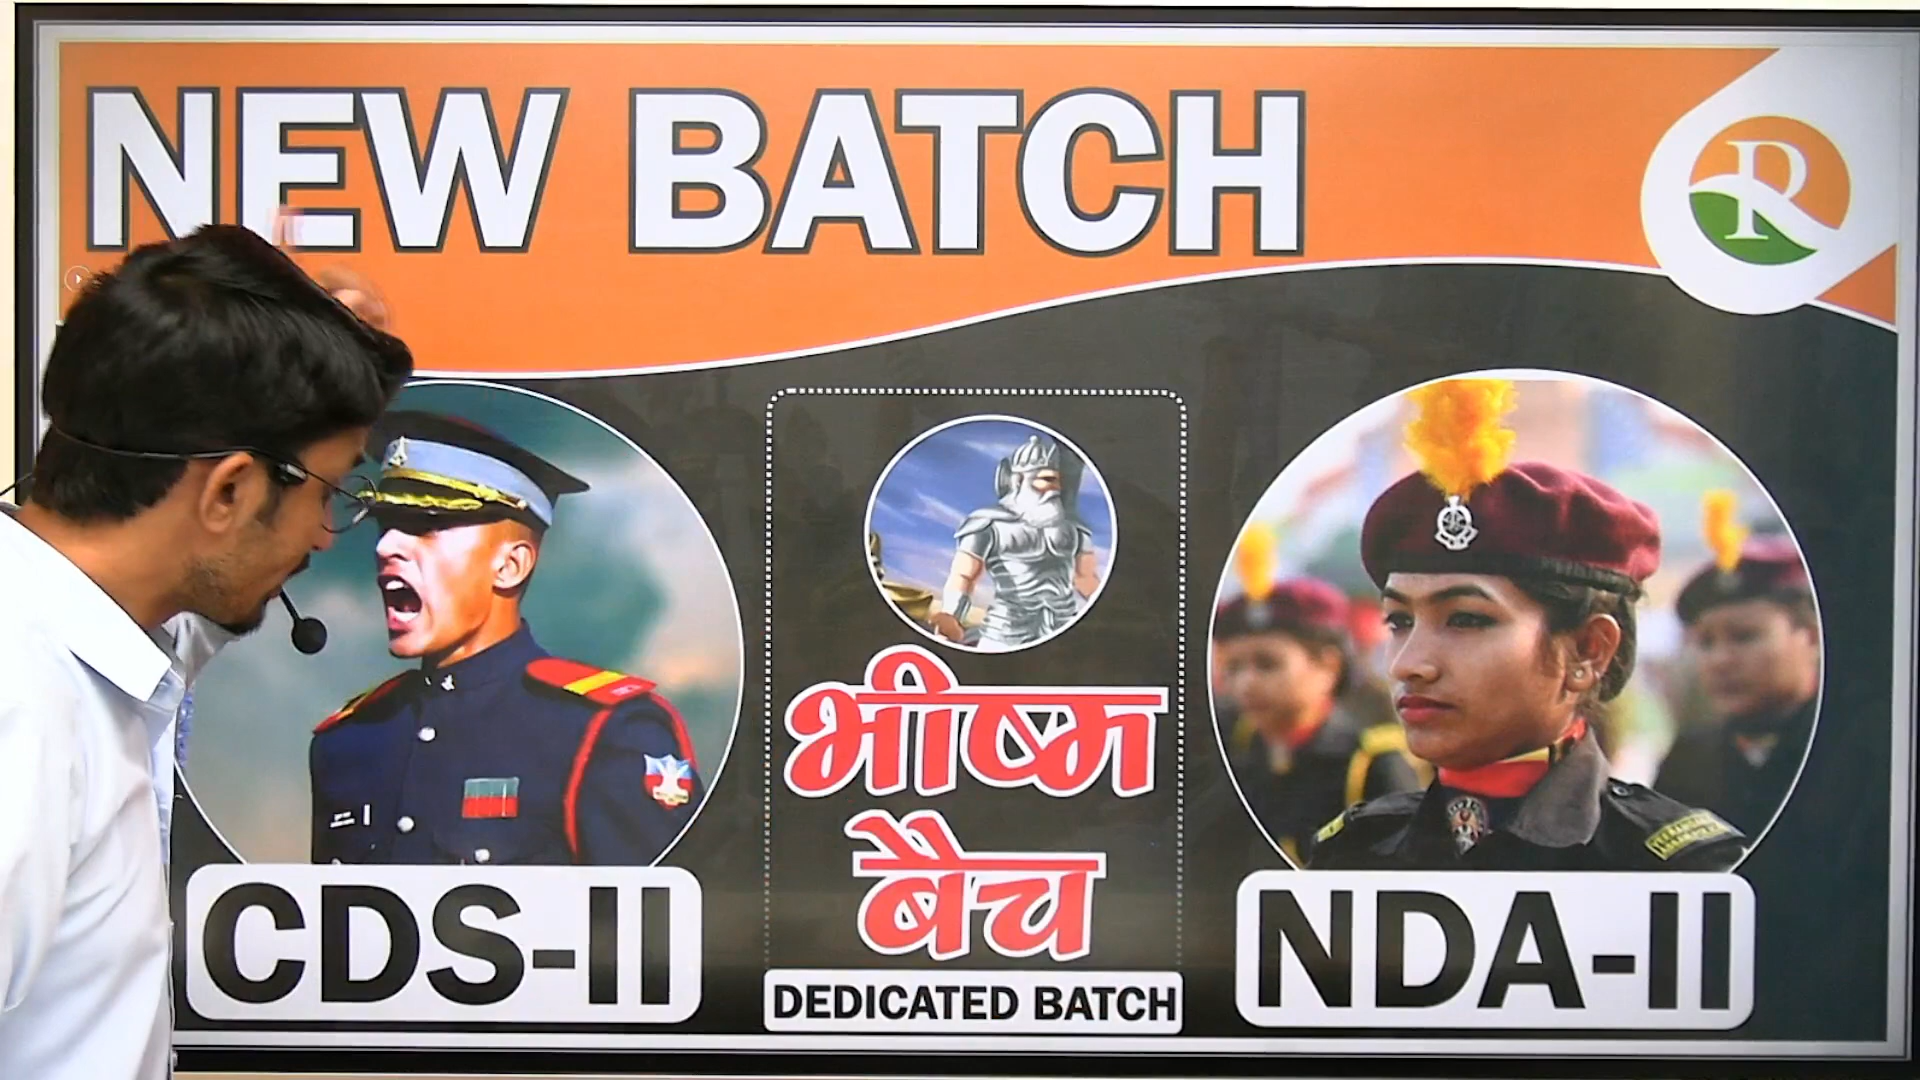 NEW BATCH
R
भीष्म
बैच
CDS-II
DEDICATED BATCH
NDA-II